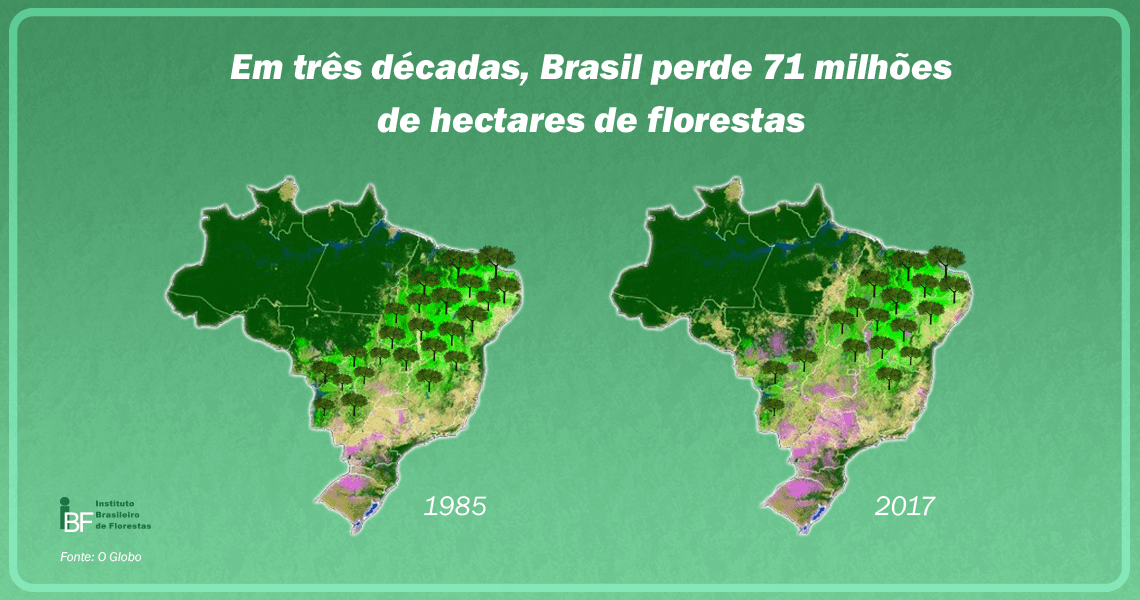 Em três décadas, Brasil perde 71 milhões
de hectares de florestas
1985
2017
iBF
Instituto
Brasileiro
de Florestas
Fonte: O Globo